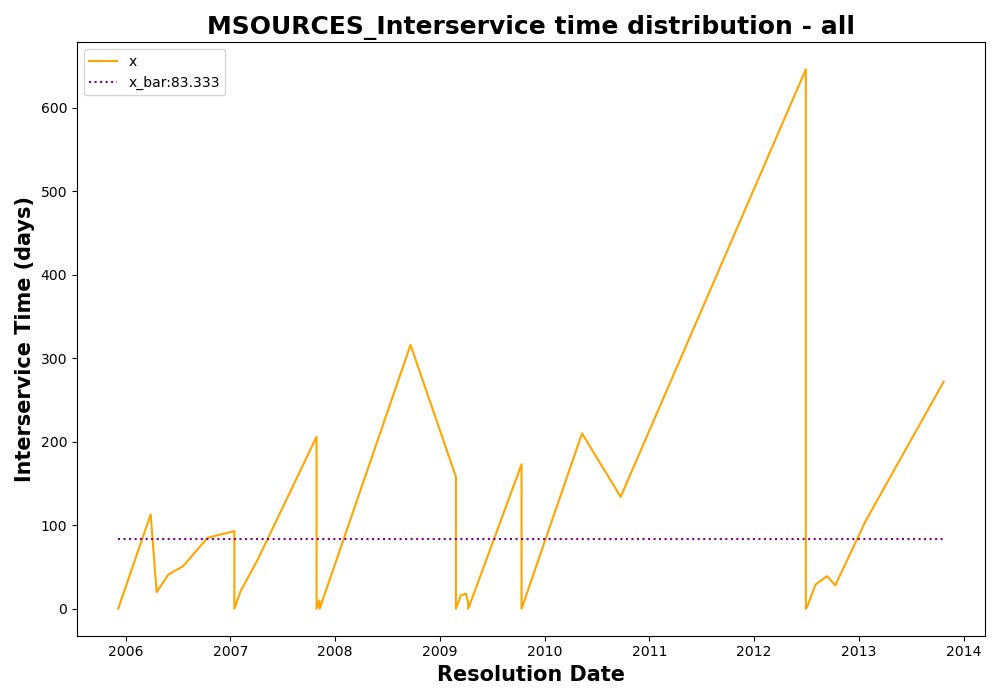 MSOURCES_Interservice time distribution - all
x
x_bar:83.333
Interservice Time (days)
600
500
400
300
200
100
0
2006 2007 2008 2009 2010 2011 2012 2013 2014
Resolution Date